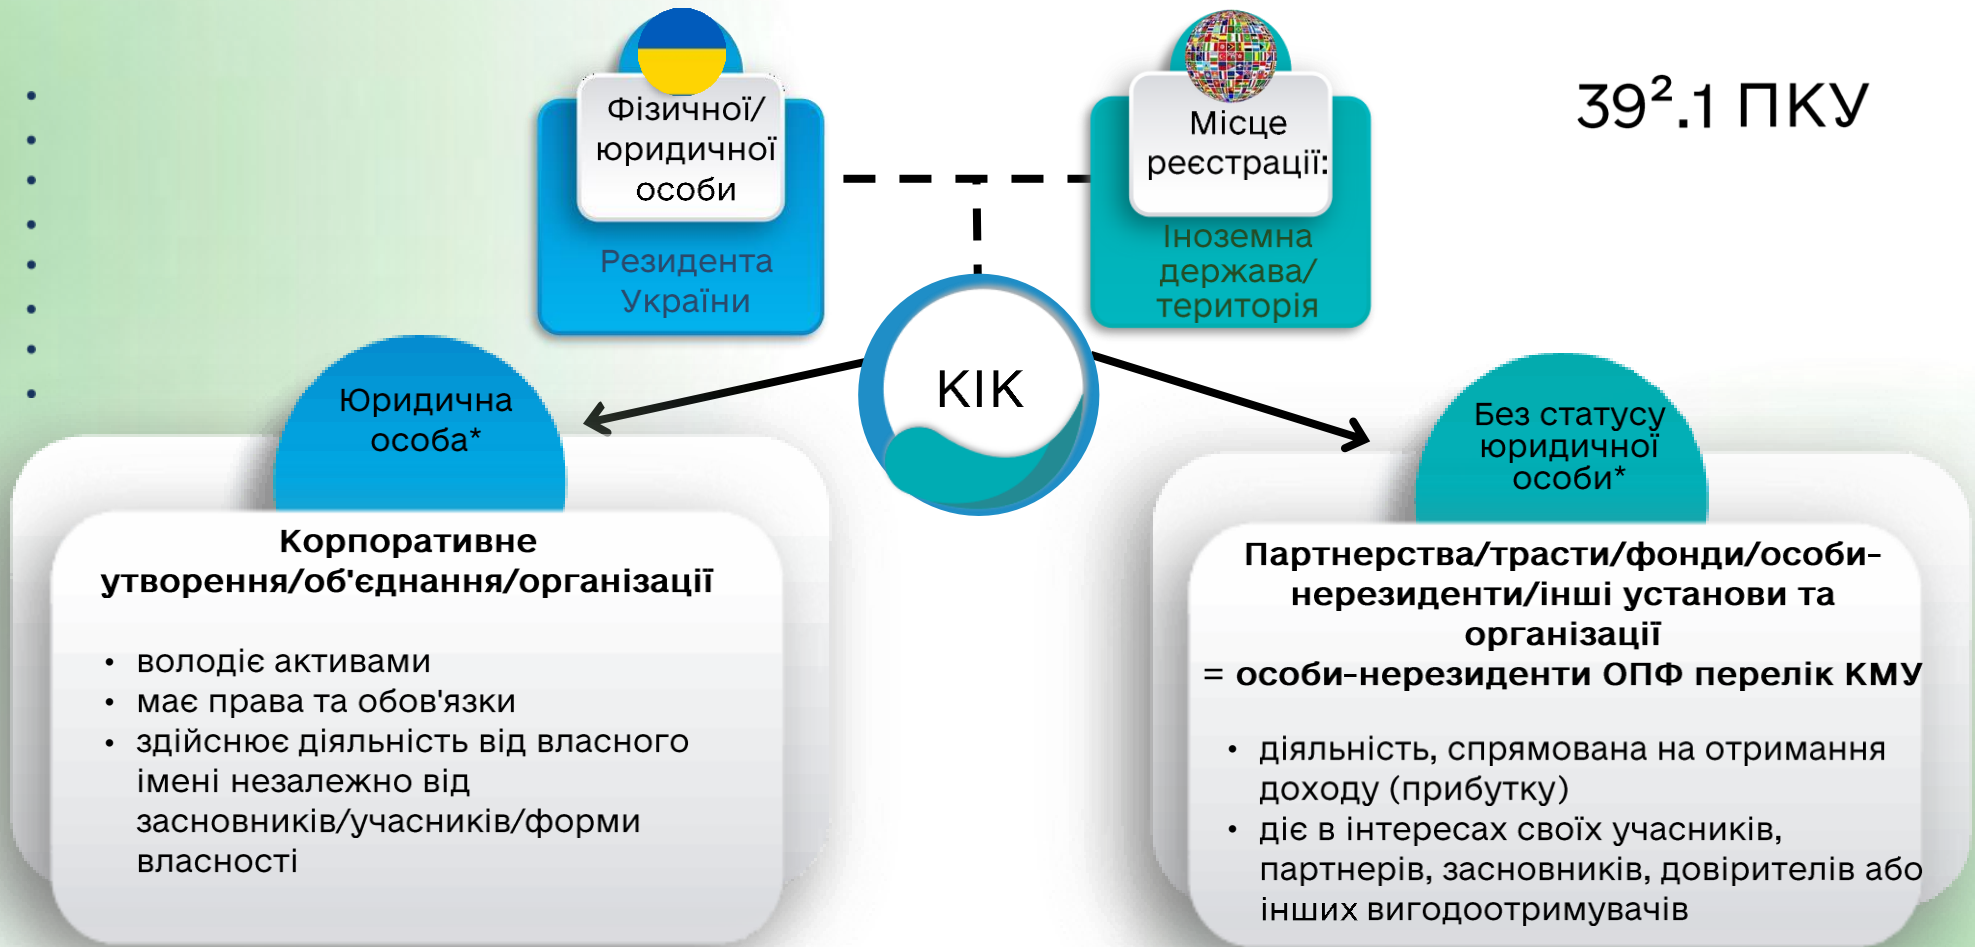 39².1 ПКУ
Фізичної/
юридичної
особи
Резидента
України
Місце
реєстрації:
Іноземна
держава/
територія
КІК
Юридична
особа*
Корпоративне
утворення/об'єднання/організації
• володіє активами
• має права та обов'язки
• здійснює діяльність від власного
імені незалежно від
засновників/учасників/форми
власності
Без статусу
юридичної
особи*
Партнерства/трасти/фонди/особи-
нерезиденти/інші установи та
організації
= особи-нерезиденти ОПФ перелік КМУ
• діяльність, спрямована на отримання
доходу (прибутку)
• діє в інтересах своїх учасників,
партнерів, засновників, довірителів або
інших вигодоотримувачів